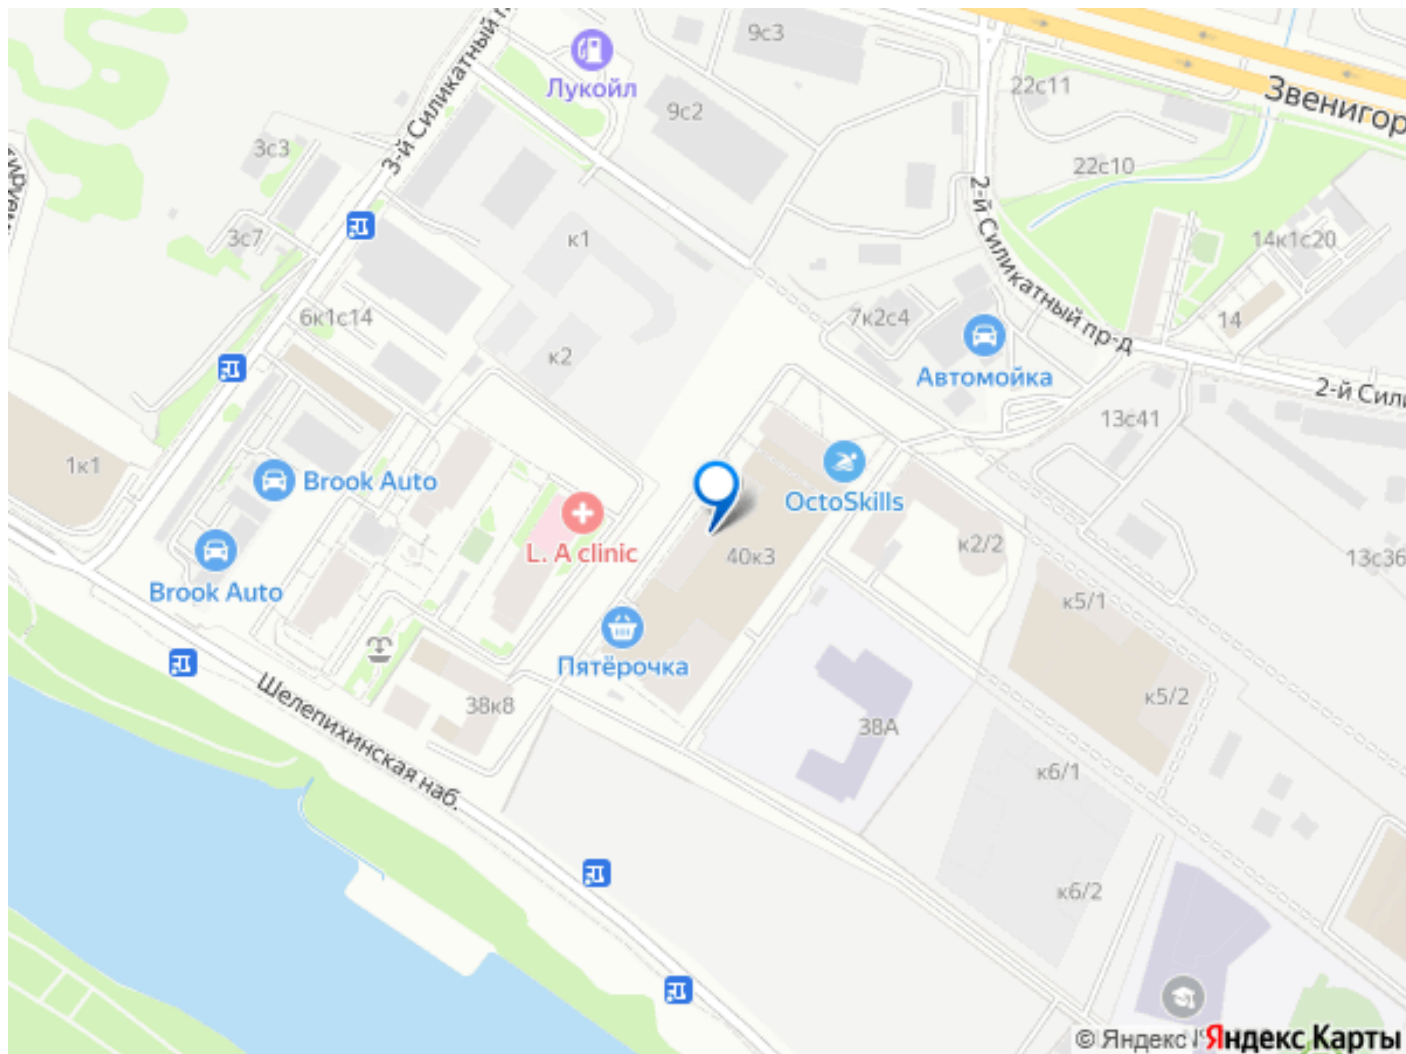 9с3
Лукойл
22с11
Звенигор
9с2
3-й Силикатный п
3с3
22с10
2-й Силикатный пр-д
3с7
к1
14к1с20
6к1с14
7к2с4
14
к2
Автомойка
2-й Сили
13с41
1к1
Brook Auto
OctoSkills
L. A clinic
40к3
к2/2
13с36
Brook Auto
к5/1
Пятёрочка
Шелепихинская наб.
38к8
к5/2
38А
к6/1
к6/2
© Яндекс
Яндекс Карты